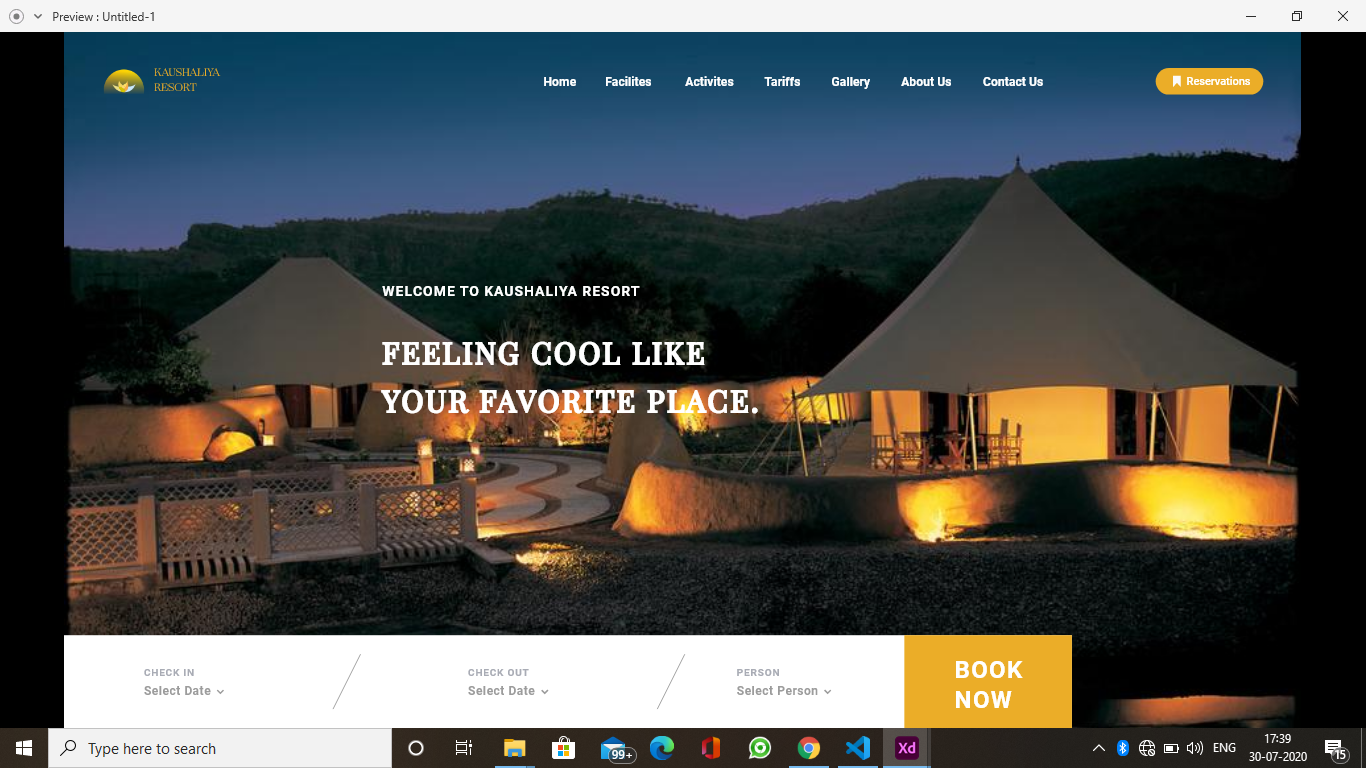 Preview : Untitled-1
KAUSHALIYA
RESORT
Home Facilites Activites Tariffs Gallery About Us Contact Us
Reservations
WELCOME TO KAUSHALIYA RESORT
FEELING COOL LIKE
YOUR FAVORITE PLACE.
CHECK IN
Select Date
CHECK OUT
Select Date
PERSON
Select Person
BOOK
NOW
Type here to search
99+
Xd
ENG
17:39
30-07-2020
15